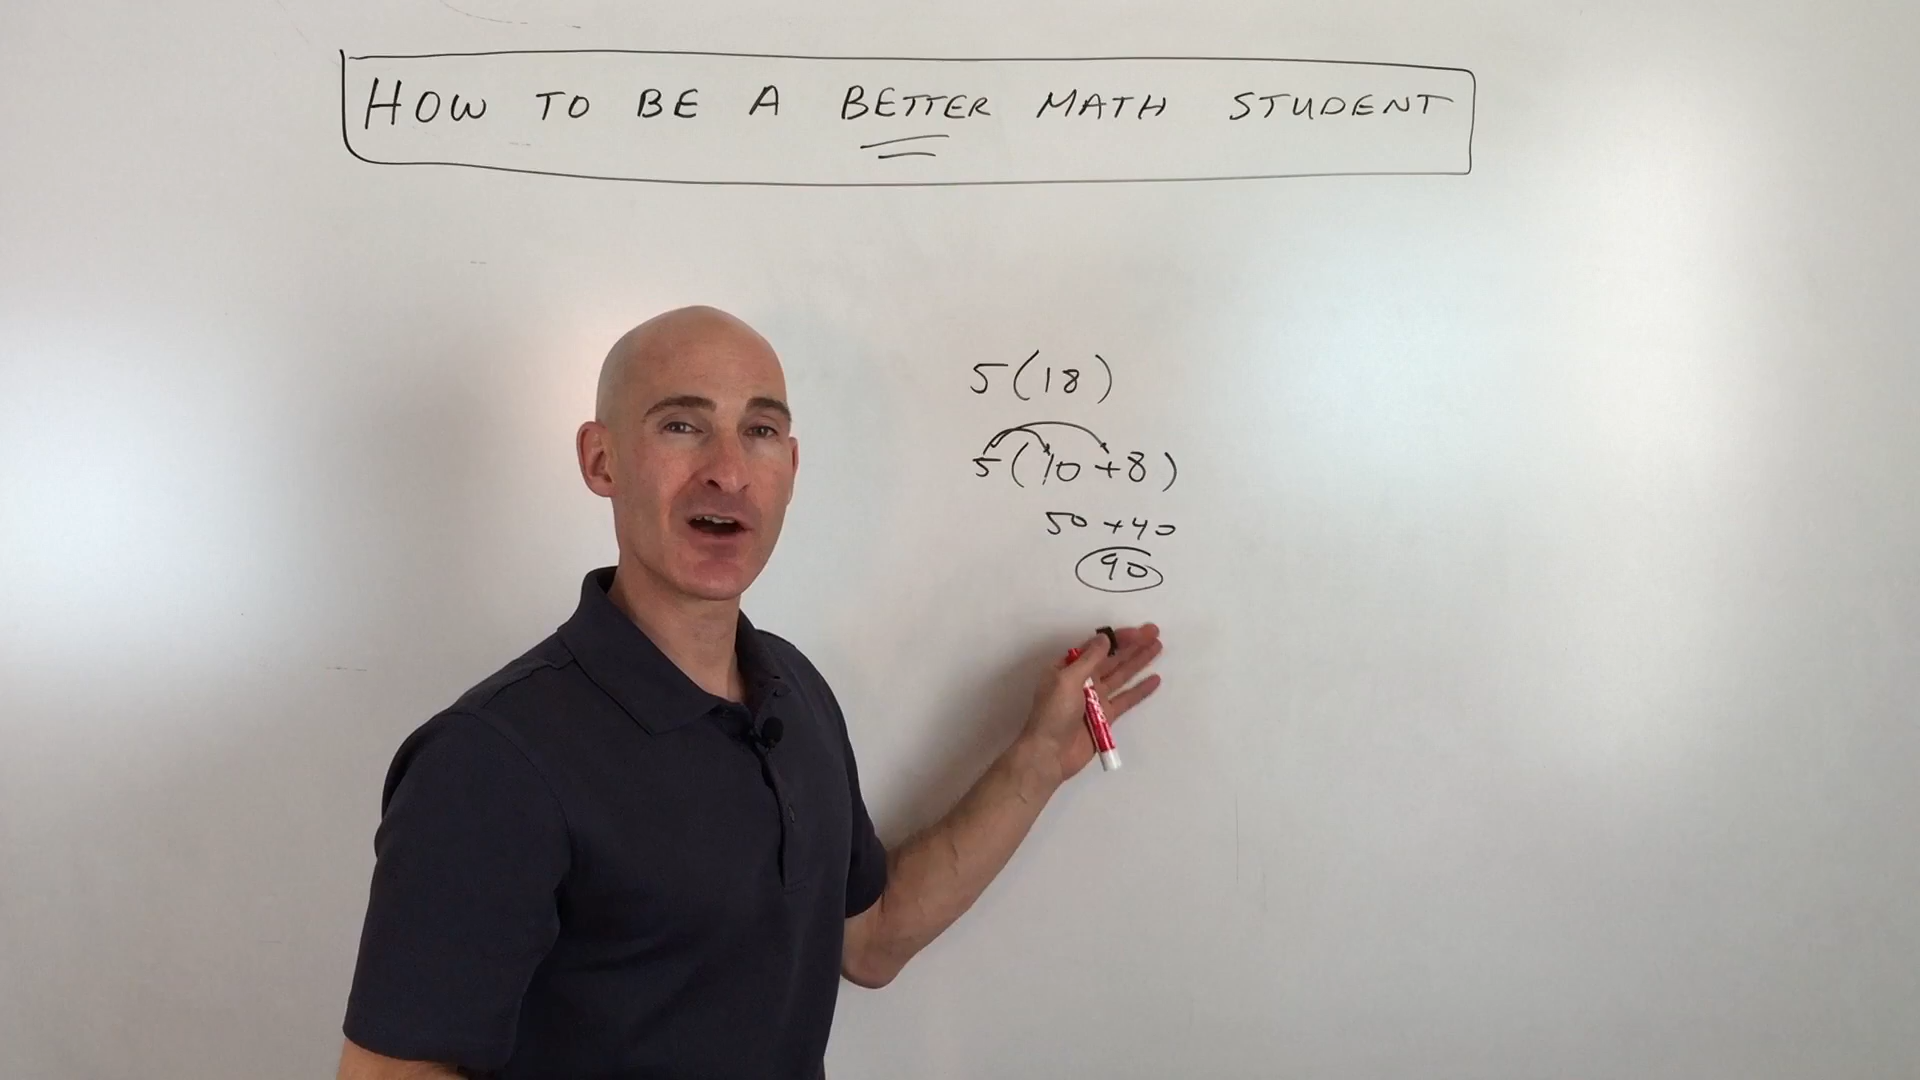 HOW TO BE A BETTER MATH STUDENT
5(18)
5(10+8)
50+40
90